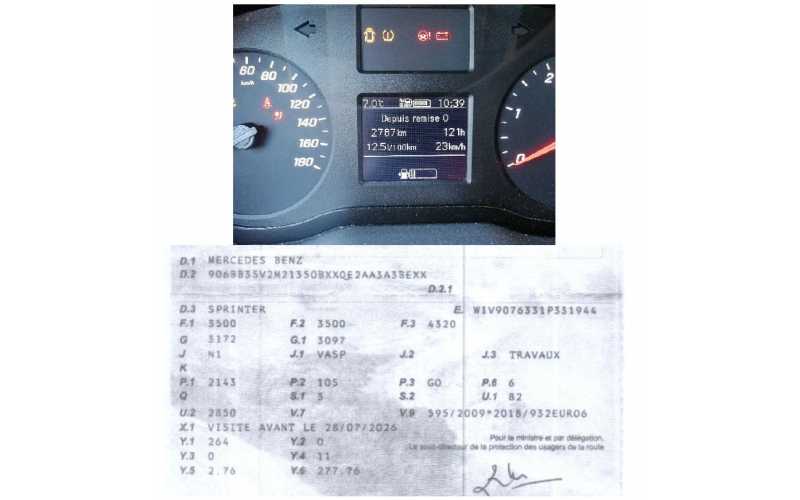 60
80
km/h
100
120
140
160
180
7.0°C 10:39
Depuis remise 0
2787km 121h
12.5l/100km 23km/h
2
1
0
D.1 MERCEDES BENZ
D.2 906BB35V2M21350BXXQE2AA3A3BEXX
D.2.1
D.3 SPRINTER E. W1V9076331P331944
F.1 3500 F.2 3500 F.3 4320
G 3172 G.1 3097
J N1 J.1 VASP J.2 J.3 TRAVAUX
K
P.1 2143 P.2 105 P.3 GO P.6 6
Q S.1 3 S.2 U.1 82
U.2 2850 V.7 V.9 595/2009*2018/932EURO6
X.1 VISITE AVANT LE 28/07/2026
Pour le ministre et par délégation,
Y.1 264 Y.2 0 Le sous-directeur de la protection des usagers de la route
Y.3 0 Y.4 11
Y.5 2.76 Y.6 277.76